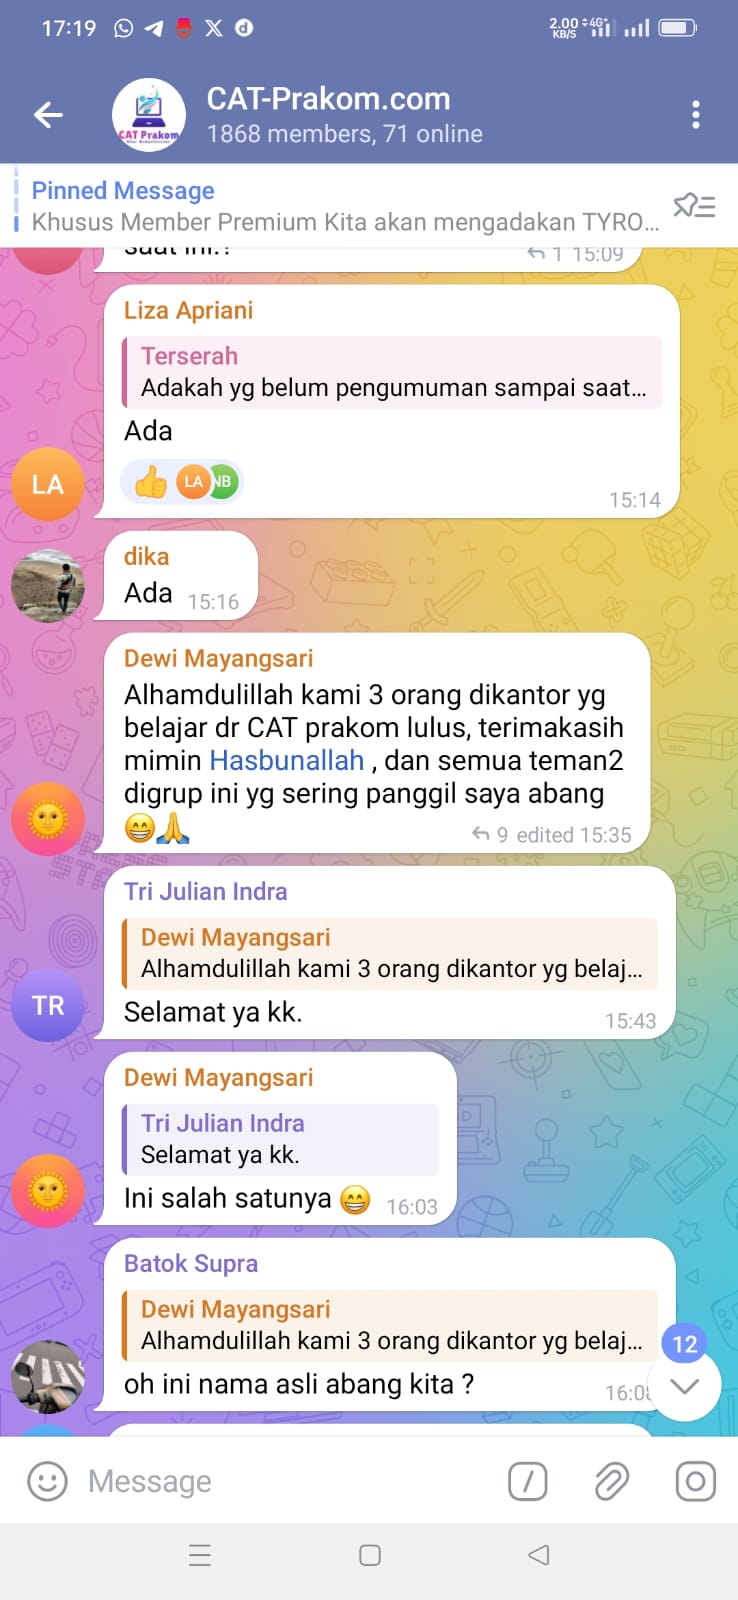 17:19
2.00 KB/S 4G+
CAT-Prakom.com
CAT Prakom
1868 members, 71 online
Pinned Message
Khusus Member Premium Kita akan mengadakan TYRO...
saat ini.?
1 15:09
Liza Apriani
Terserah
Adakah yg belum pengumuman sampai saat...
Ada
LA
LA NB
15:14
dika
Ada 15:16
Dewi Mayangsari
Alhamdulillah kami 3 orang dikantor yg
belajar dr CAT prakom lulus, terimakasih
mimin Hasbunallah , dan semua teman2
digrup ini yg sering panggil saya abang
😁🙏
9 edited 15:35
Tri Julian Indra
Dewi Mayangsari
Alhamdulillah kami 3 orang dikantor yg belaj...
TR
Selamat ya kk.
15:43
Dewi Mayangsari
Tri Julian Indra
Selamat ya kk.
Ini salah satunya 😁 16:03
Batok Supra
Dewi Mayangsari
Alhamdulillah kami 3 orang dikantor yg belaj...
12
oh ini nama asli abang kita ?
16:08
Message